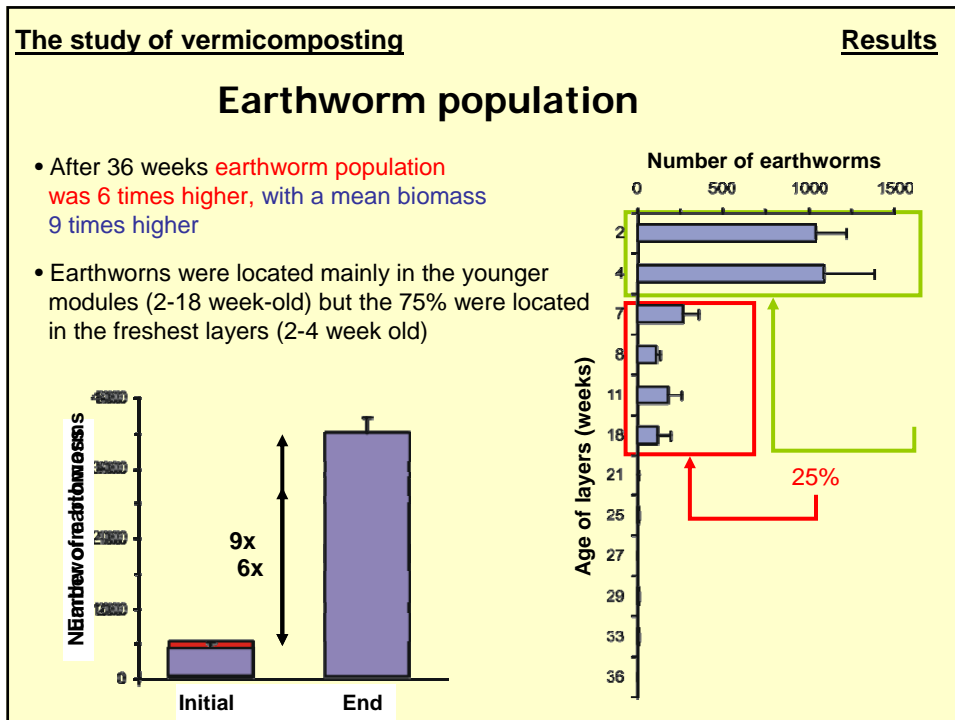 The study of vermicomposting
Results
Earthworm population
• After 36 weeks earthworm population
was 6 times higher, with a mean biomass
9 times higher
• Earthworns were located mainly in the younger
modules (2-18 week-old) but the 75% were located
in the freshest layers (2-4 week old)
9x
6x
0
Initial
End
Number of earthworms
0
500
1000
1500
Age of layers (weeks)
2
4
7
8
11
18
21
25
27
29
33
36
25%